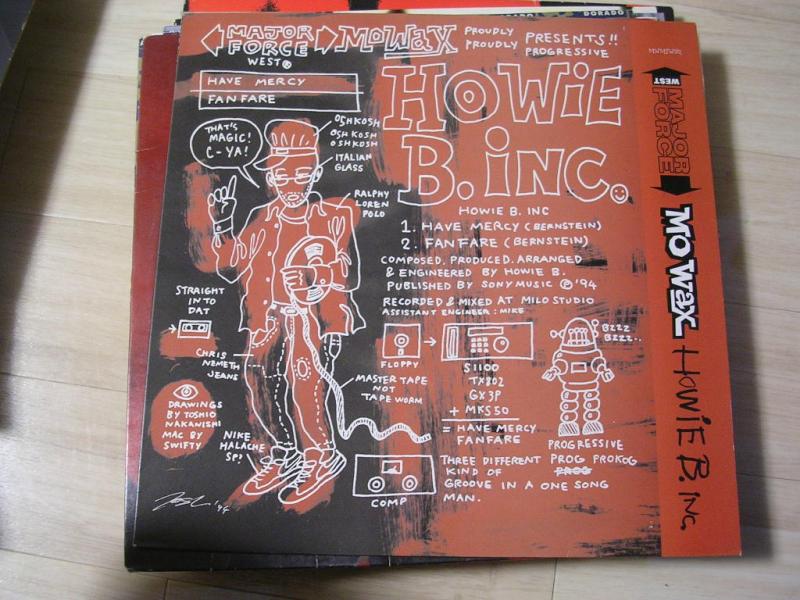 DORADO
MAJOR FORCE WEST MO WAX PROUDLY PRESENTS!!
PROUDLY PROGRESSIVE
HAVE MERCY
FANFARE
HOWIE B. INC.
THAT'S MAGIC! C-YA!
OSHKOSH
OSH KOSH
OSHKOSH
ITALIAN
GLASS
RALPHY
LOREN
POLO
HOWIE B. INC
1. HAVE MERCY (BERNSTEIN)
2. FANFARE (BERNSTEIN)
COMPOSED, PRODUCED. ARRANGED
& ENGINEERED BY HOWIE B.
PUBLISHED BY SONY MUSIC Ⓟ '94
RECORDED & MIXED AT MILO STUDIO
ASSISTANT ENGINEER : MIKE
STRAIGHT
INTO
DAT
CHRIS
NEMETH
JEANS
DRAWINGS
BY TOSHIO
NAKANISHI
MAC BY
SWIFTY
NIKE
HALACHE
SP?
MASTER TAPE
NOT
TAPE WORM
FLOPPY
S1100
TX802
GX3P
+ MKS50
= HAVE MERCY
FANFARE
BZZZ
BZZZ..
PROGRESSIVE
PROG PROKOG
PROG
THREE DIFFERENT
KIND OF
GROOVE IN A ONE SONG
MAN.
COMP
'94
MAJOR FORCE WEST
MO WAX
HOWIE B. INC